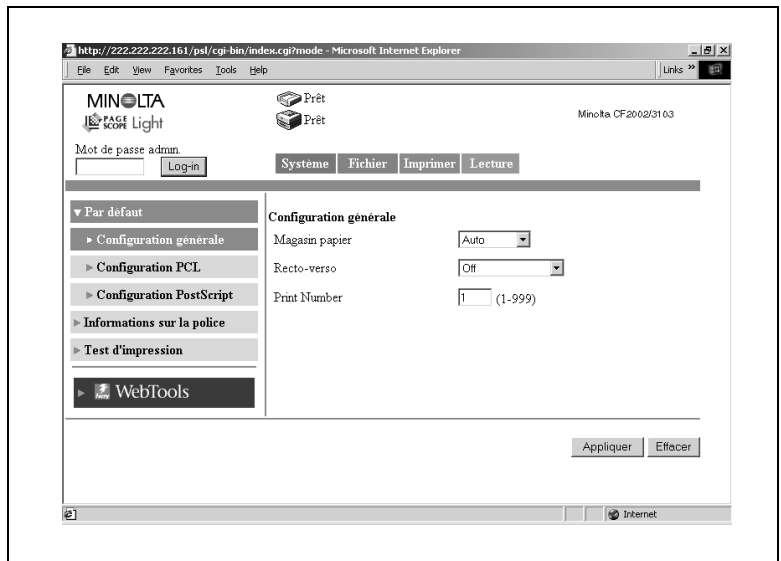 http://222.222.222.161/psl/cgi-bin/index.cgi?mode - Microsoft Internet Explorer
File Edit View Favorites Tools Help Links »
MINOLTA
PAGE SCOPE Light
Prêt
Prêt
Minolta CF2002/3103
Mot de passe admin.
Log-in
Système Fichier Imprimer Lecture
Par défaut
Configuration générale
Configuration PCL
Configuration PostScript
Informations sur la police
Test d'impression
WebTools
Configuration générale
Magasin papier Auto
Recto-verso Off
Print Number 1 (1-999)
Appliquer Effacer
Internet